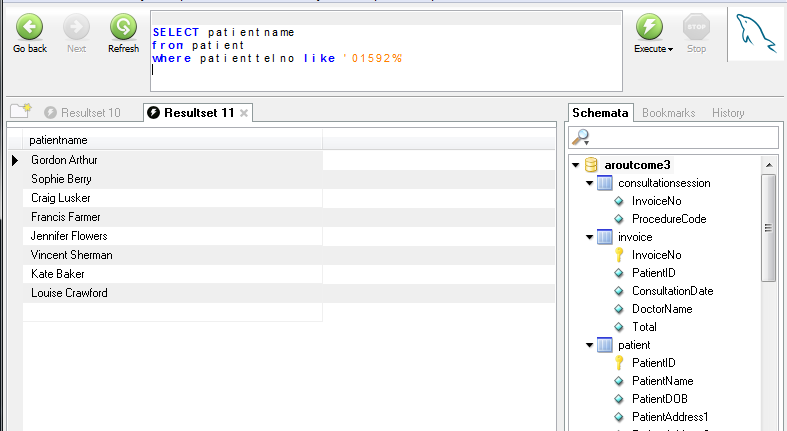 Go back
Next
Refresh
SELECT patientname
from patient
where patienttelno like '01592%
Execute
Stop
Resultset 10
Resultset 11
Schemata
Bookmarks
History
patientname
Gordon Arthur
Sophie Berry
Craig Lusker
Francis Farmer
Jennifer Flowers
Vincent Sherman
Kate Baker
Louise Crawford
aroutcome3
consultationsession
InvoiceNo
ProcedureCode
invoice
InvoiceNo
PatientID
ConsultationDate
DoctorName
Total
patient
PatientID
PatientName
PatientDOB
PatientAddress1